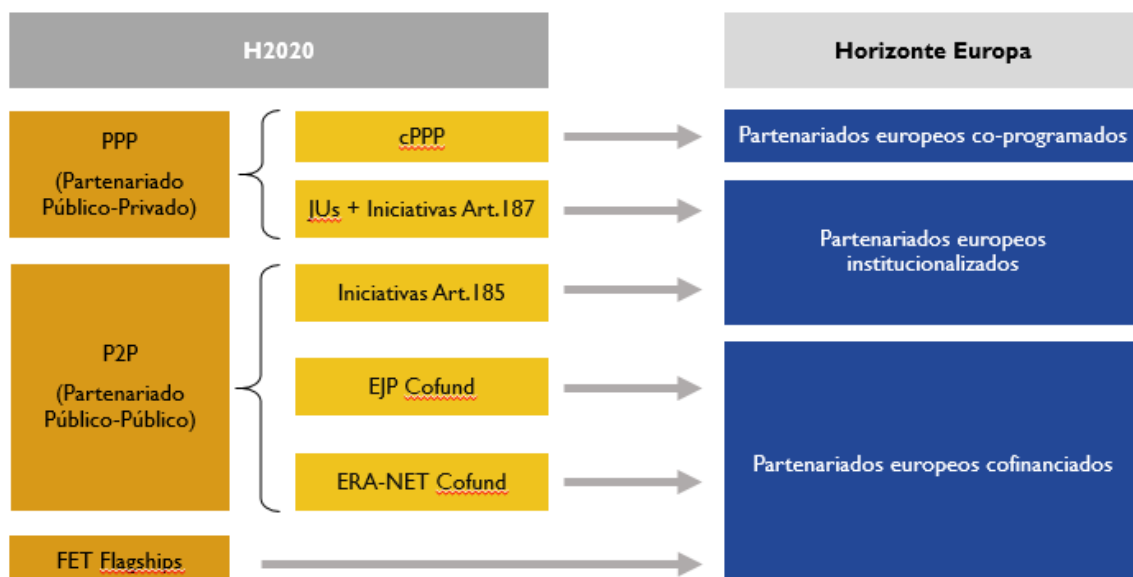 H2020
Horizonte Europa
PPP
(Partenariado
Público-Privado)
cPPP
Partenariados europeos co-programados
JUs + Iniciativas Art.187
Partenariados europeos
institucionalizados
P2P
(Partenariado
Público-Público)
Iniciativas Art.185
EJP Cofund
ERA-NET Cofund
Partenariados europeos cofinanciados
FET Flagships